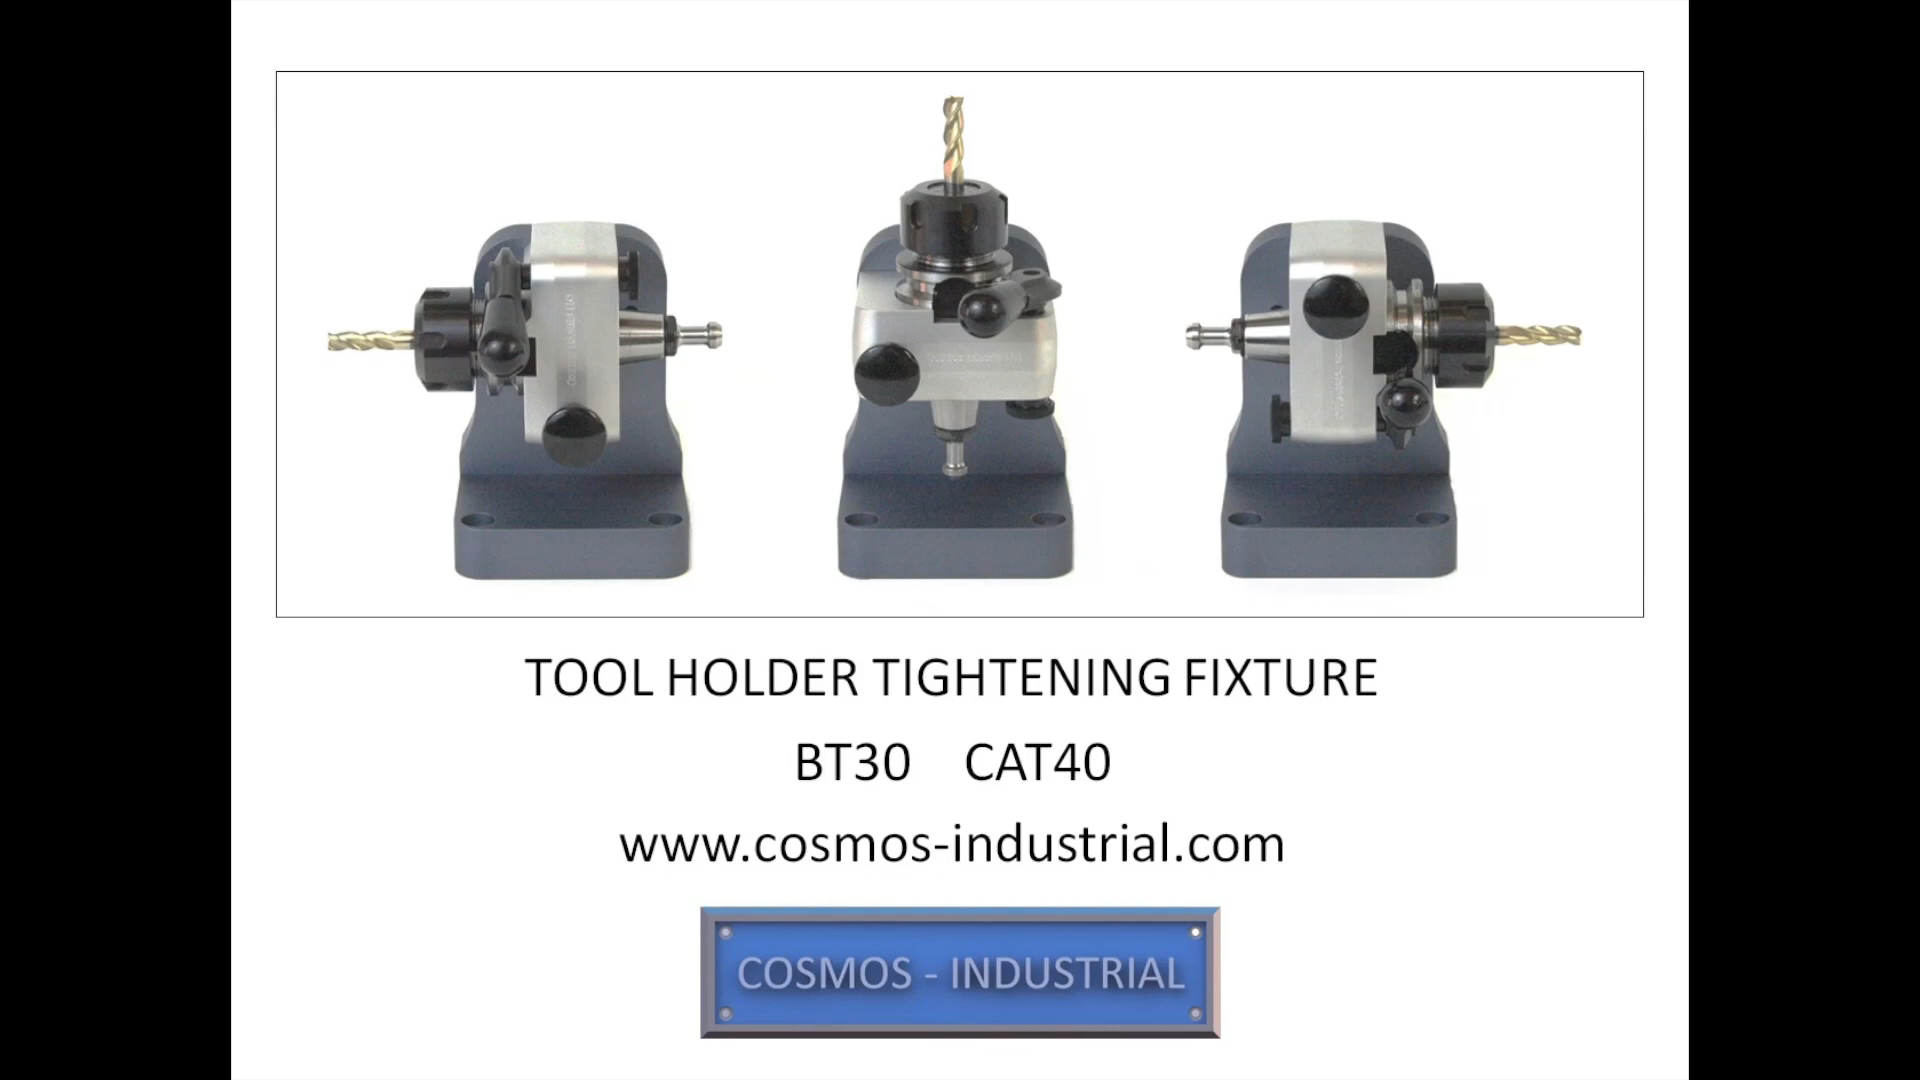 TOOL HOLDER TIGHTENING FIXTURE
BT30 CAT40
www.cosmos-industrial.com
COSMOS - INDUSTRIAL